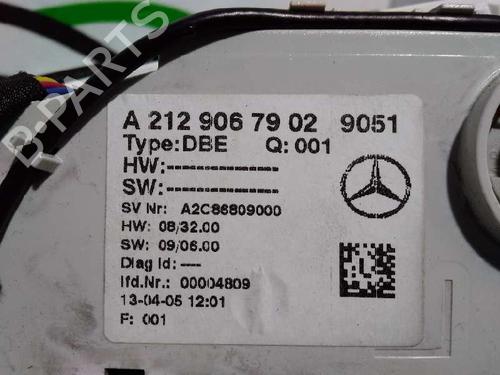 A 212 906 79 02 9051
Type:DBE Q: 001
HW:---------------
SW:---------------
SV Nr: A2C86809000
HW: 08/32.00
SW: 09/06.00
Diag Id: ----
lfd.Nr.: 00004809
13-04-05 12:01
F: 001
B-PARTS